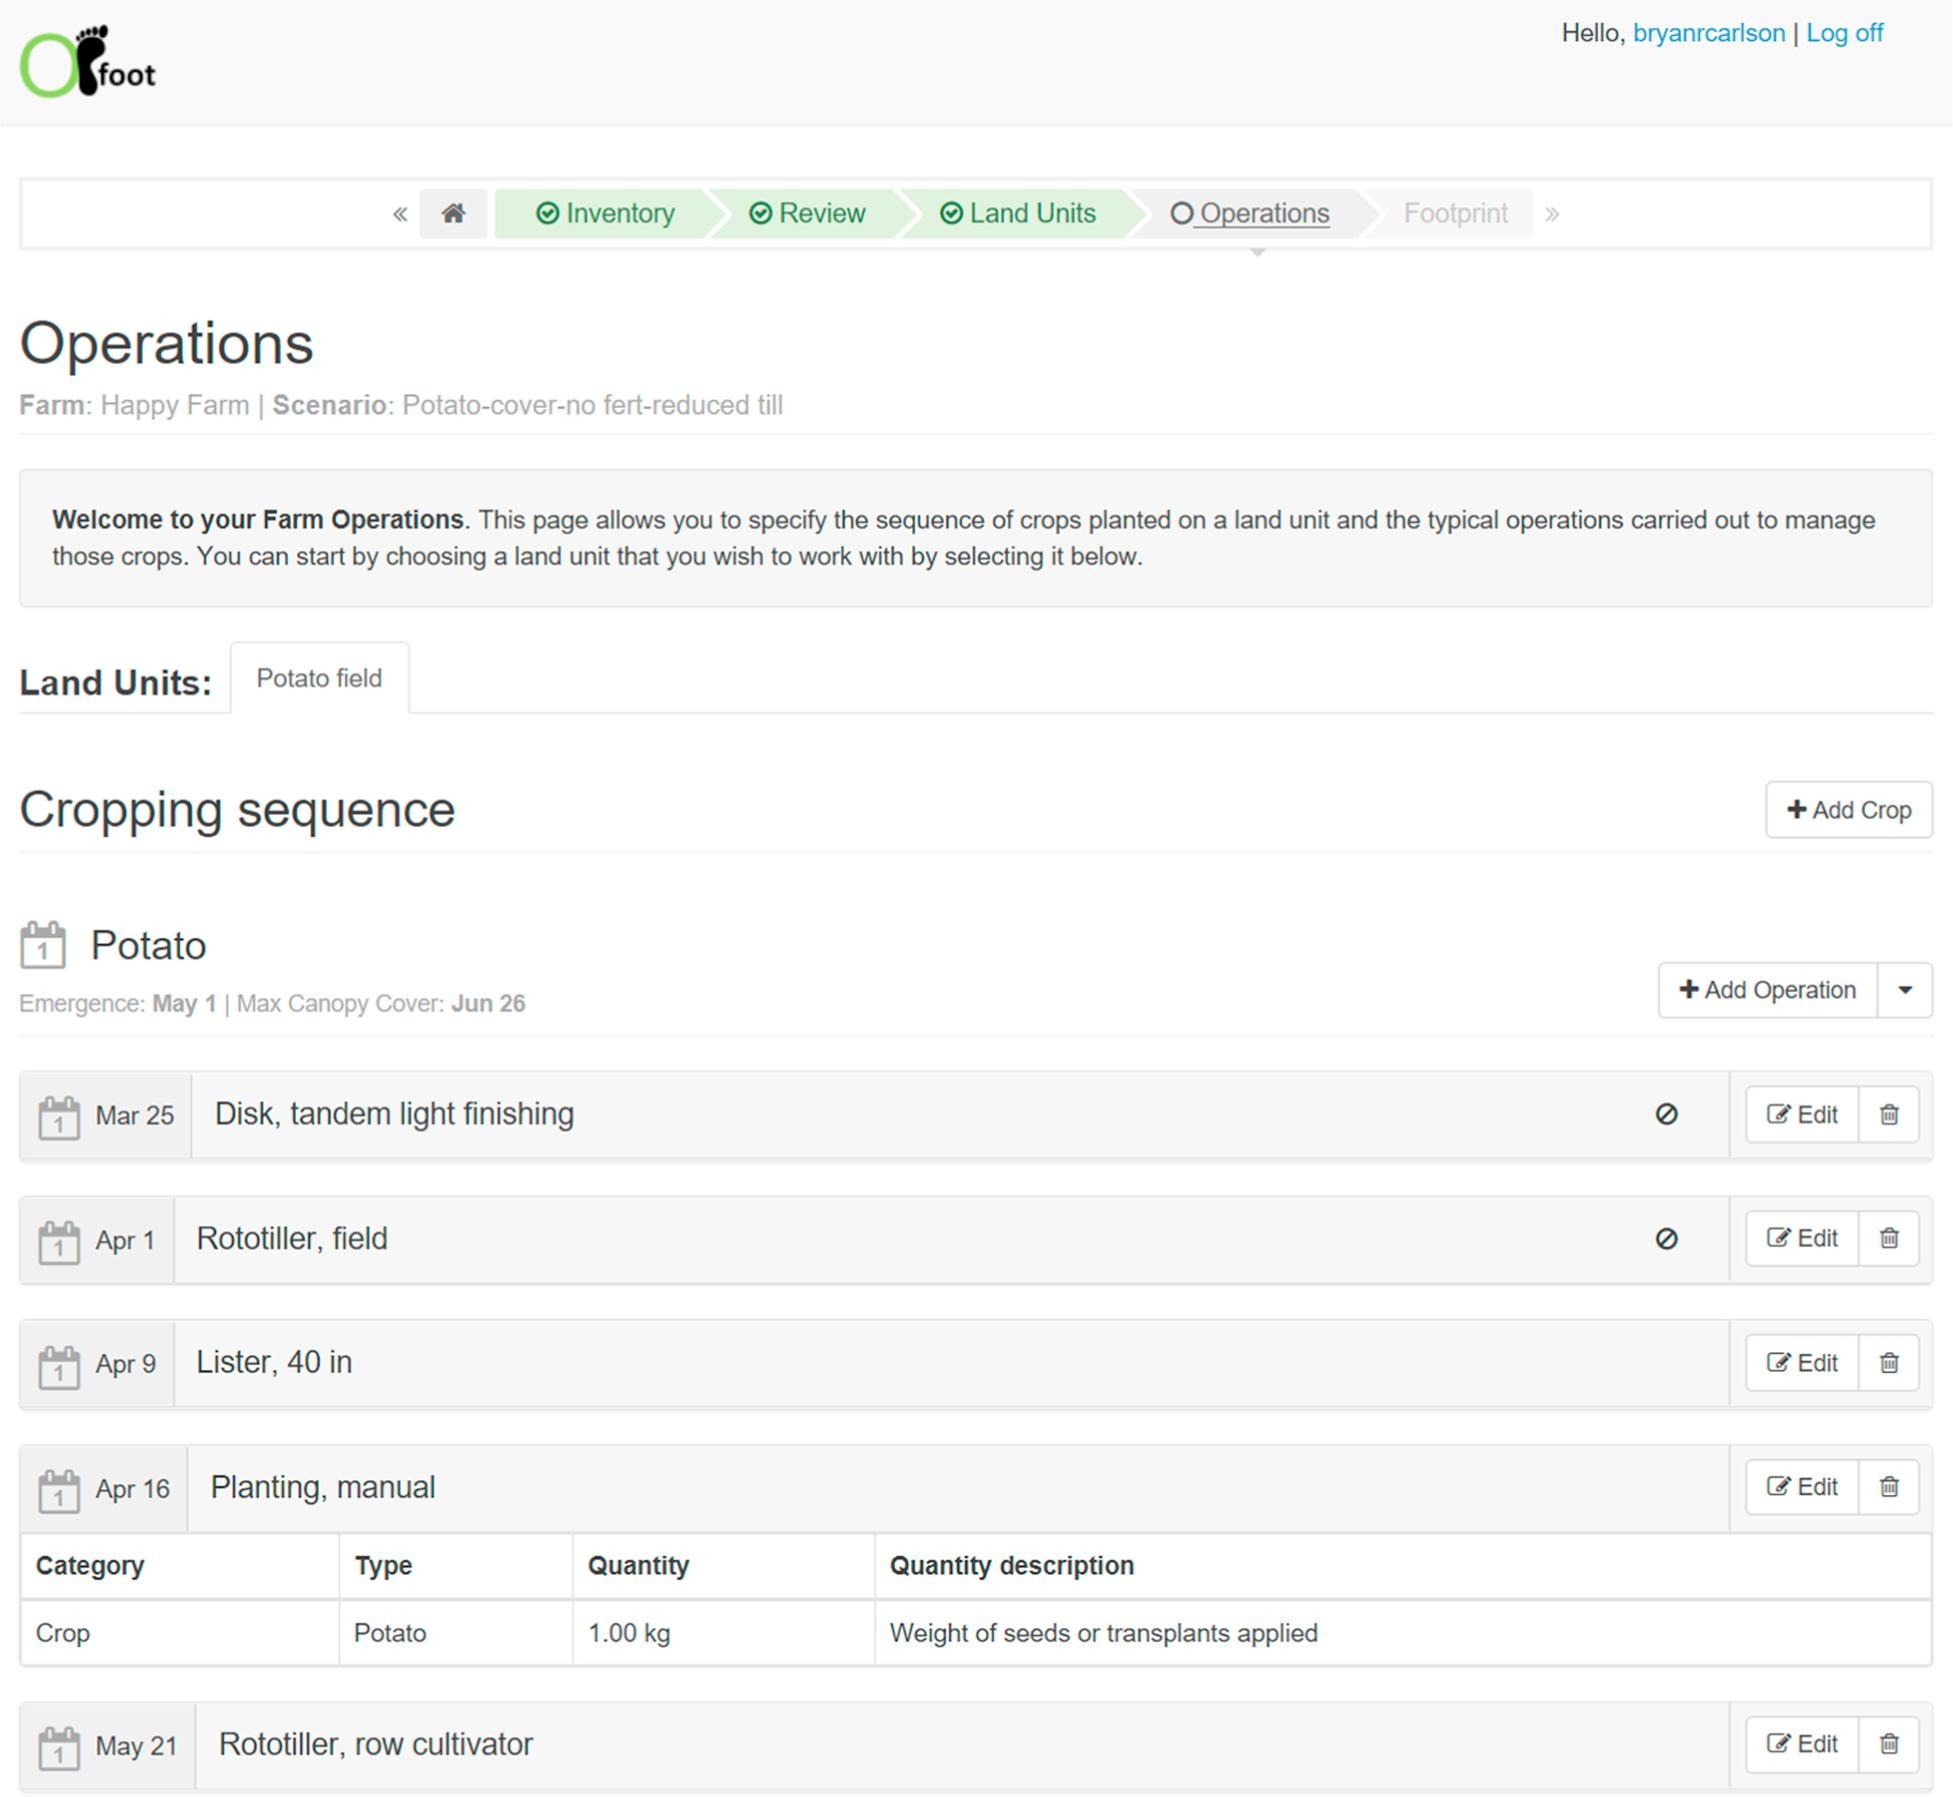 foot
Hello, bryanrcarlson | Log off
« Inventory Review Land Units Operations Footprint »
Operations
Farm: Happy Farm | Scenario: Potato-cover-no fert-reduced till
Welcome to your Farm Operations. This page allows you to specify the sequence of crops planted on a land unit and the typical operations carried out to manage
those crops. You can start by choosing a land unit that you wish to work with by selecting it below.
Land Units: Potato field
Cropping sequence
+ Add Crop
1 Potato
Emergence: May 1 | Max Canopy Cover: Jun 26
+ Add Operation
1 Mar 25 Disk, tandem light finishing Edit
1 Apr 1 Rototiller, field Edit
1 Apr 9 Lister, 40 in Edit
1 Apr 16 Planting, manual Edit
Category Type Quantity Quantity description
Crop Potato 1.00 kg Weight of seeds or transplants applied
1 May 21 Rototiller, row cultivator Edit